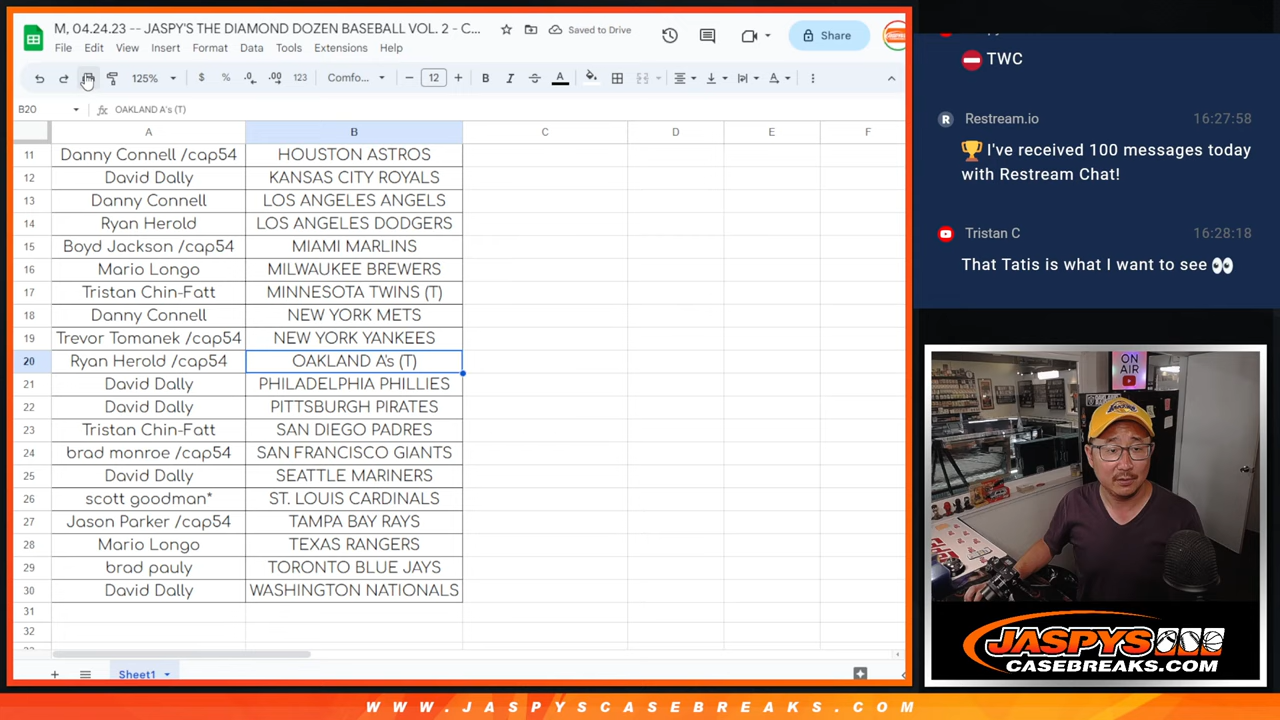 M, 04.24.23 -- JASPY'S THE DIAMOND DOZEN BASEBALL VOL. 2 - C...
Saved to Drive
Share
File Edit View Insert Format Data Tools Extensions Help
125% $ % .0 .00 123 Comfo... 12 B I S A
B20 fx OAKLAND A's (T)
A B C D E F
11 Danny Connell /cap54 HOUSTON ASTROS
12 David Dally KANSAS CITY ROYALS
13 Danny Connell LOS ANGELES ANGELS
14 Ryan Herold LOS ANGELES DODGERS
15 Boyd Jackson /cap54 MIAMI MARLINS
16 Mario Longo MILWAUKEE BREWERS
17 Tristan Chin-Fatt MINNESOTA TWINS (T)
18 Danny Connell NEW YORK METS
19 Trevor Tomanek /cap54 NEW YORK YANKEES
20 Ryan Herold /cap54 OAKLAND A's (T)
21 David Dally PHILADELPHIA PHILLIES
22 David Dally PITTSBURGH PIRATES
23 Tristan Chin-Fatt SAN DIEGO PADRES
24 brad monroe /cap54 SAN FRANCISCO GIANTS
25 David Dally SEATTLE MARINERS
26 scott goodman* ST. LOUIS CARDINALS
27 Jason Parker /cap54 TAMPA BAY RAYS
28 Mario Longo TEXAS RANGERS
29 brad pauly TORONTO BLUE JAYS
30 David Dally WASHINGTON NATIONALS
31
32
Sheet1
TWC
R Restream.io 16:27:58
I've received 100 messages today
with Restream Chat!
Tristan C 16:28:18
That Tatis is what I want to see
ON
AIR
JASPYS
CASEBREAKS.COM
WWW.JASPYSCASEBREAKS.COM